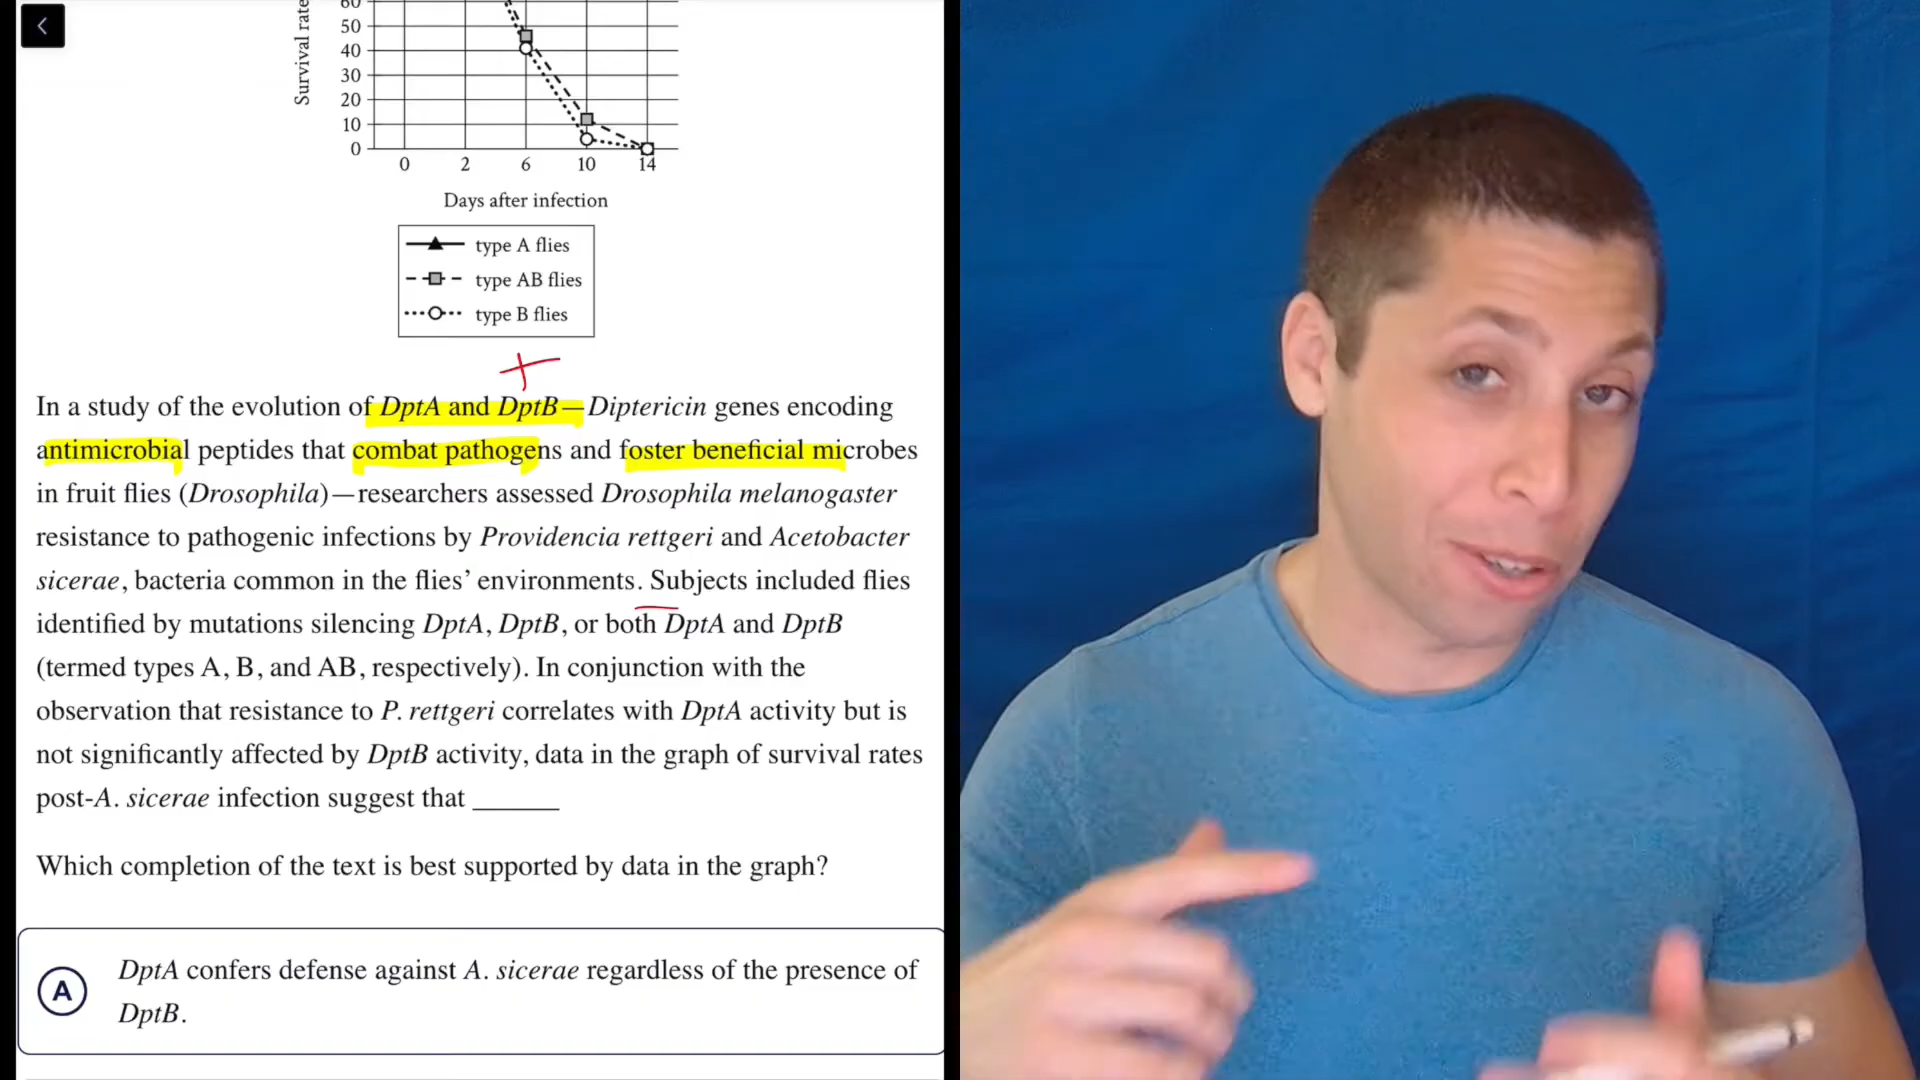 60
50
40
30
20
10
0
Survival rate
0 2 6 10 14
Days after infection
type A flies
type AB flies
type B flies
In a study of the evolution of DptA and DptB—Diptericin genes encoding
antimicrobial peptides that combat pathogens and foster beneficial microbes
in fruit flies (Drosophila)—researchers assessed Drosophila melanogaster
resistance to pathogenic infections by Providencia rettgeri and Acetobacter
sicerae, bacteria common in the flies’ environments. Subjects included flies
identified by mutations silencing DptA, DptB, or both DptA and DptB
(termed types A, B, and AB, respectively). In conjunction with the
observation that resistance to P. rettgeri correlates with DptA activity but is
not significantly affected by DptB activity, data in the graph of survival rates
post-A. sicerae infection suggest that ______
Which completion of the text is best supported by data in the graph?
A
DptA confers defense against A. sicerae regardless of the presence of
DptB.